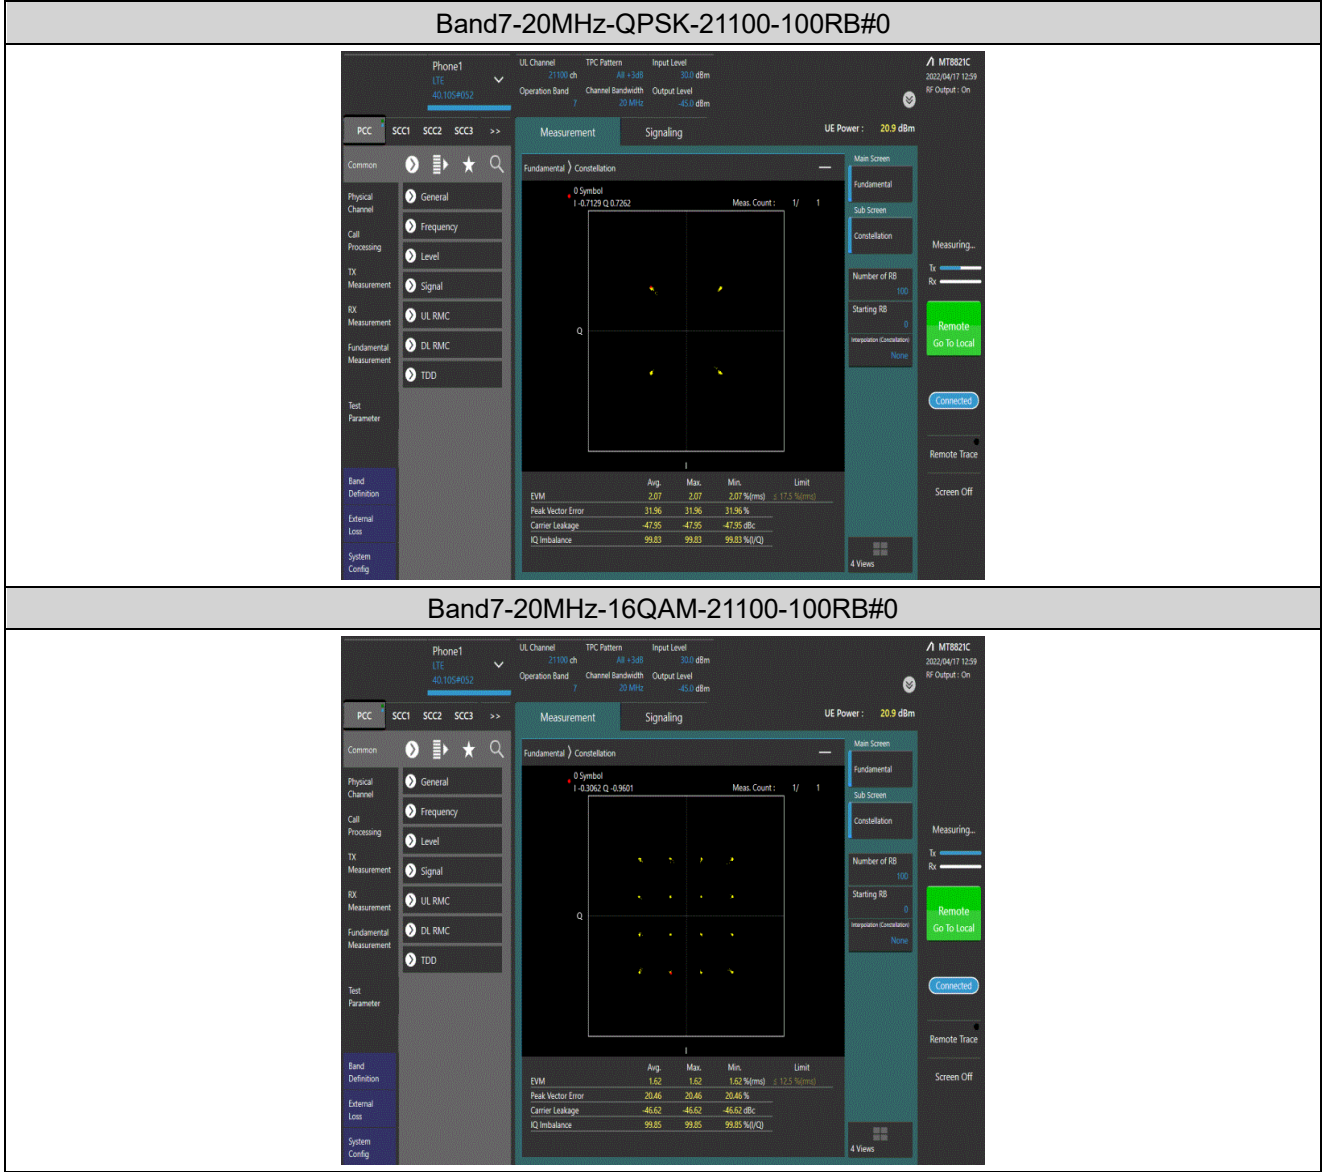 Band7-20MHz-QPSK-21100-100RB#0
Phone1
LTE
40.105#052
UL Channel TPC Pattern Input Level
21100 ch All +3dB 30.0 dBm
Operation Band Channel Bandwidth Output Level
7 20 MHz -45.0 dBm
MT8821C
2022/04/17 12:59
RF Output : On
PCC SCC1 SCC2 SCC3 >>
Measurement Signaling
UE Power : 20.9 dBm
Common
Physical
Channel
Call
Processing
TX
Measurement
RX
Measurement
Fundamental
Measurement
Test
Parameter
Band
Definition
External
Loss
System
Config
General
Frequency
Level
Signal
UL RMC
DL RMC
TDD
Fundamental 〉 Constellation
0 Symbol
I -0.7129 Q 0.7262 Meas. Count : 1/ 1
Q
I
Avg. Max. Min. Limit
EVM 2.07 2.07 2.07 %(rms) ≤ 17.5 %(rms)
Peak Vector Error 31.96 31.96 31.96 %
Carrier Leakage -47.95 -47.95 -47.95 dBc
IQ Imbalance 99.83 99.83 99.83 %(I/Q)
Main Screen
Fundamental
Sub Screen
Constellation
Number of RB
100
Starting RB
0
Interpolation (Constellation)
None
4 Views
Measuring...
Tx
Rx
Remote
Go To Local
Connected
Remote Trace
Screen Off
Band7-20MHz-16QAM-21100-100RB#0
Phone1
LTE
40.105#052
UL Channel TPC Pattern Input Level
21100 ch All +3dB 30.0 dBm
Operation Band Channel Bandwidth Output Level
7 20 MHz -45.0 dBm
MT8821C
2022/04/17 12:59
RF Output : On
PCC SCC1 SCC2 SCC3 >>
Measurement Signaling
UE Power : 20.9 dBm
Common
Physical
Channel
Call
Processing
TX
Measurement
RX
Measurement
Fundamental
Measurement
Test
Parameter
Band
Definition
External
Loss
System
Config
General
Frequency
Level
Signal
UL RMC
DL RMC
TDD
Fundamental 〉 Constellation
0 Symbol
I -0.3062 Q -0.9601 Meas. Count : 1/ 1
Q
I
Avg. Max. Min. Limit
EVM 1.62 1.62 1.62 %(rms) ≤ 12.5 %(rms)
Peak Vector Error 20.46 20.46 20.46 %
Carrier Leakage -46.62 -46.62 -46.62 dBc
IQ Imbalance 99.85 99.85 99.85 %(I/Q)
Main Screen
Fundamental
Sub Screen
Constellation
Number of RB
100
Starting RB
0
Interpolation (Constellation)
None
4 Views
Measuring...
Tx
Rx
Remote
Go To Local
Connected
Remote Trace
Screen Off